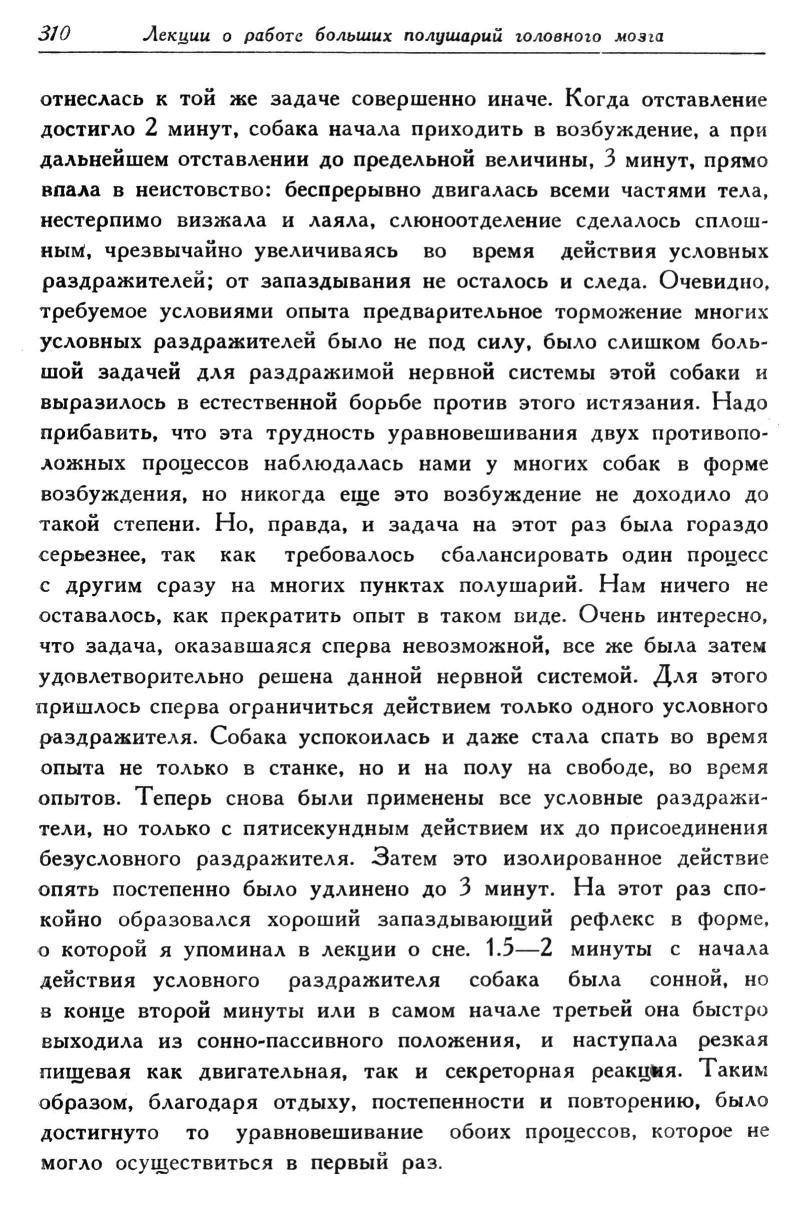 310 Лекции о работе больших полушарий головного мозга
отнеслась к той же задаче совершенно иначе. Когда отставление
достигло 2 минут, собака начала приходить в возбуждение, а при
дальнейшем отставлении до предельной величины, 3 минут, прямо
впала в неистовство: беспрерывно двигалась всеми частями тела,
нестерпимо визжала и лаяла, слюноотделение сделалось сплош-
ным, чрезвычайно увеличиваясь во время действия условных
раздражителей; от запаздывания не осталось и следа. Очевидно,
требуемое условиями опыта предварительное торможение многих
условных раздражителей было не под силу, было слишком боль-
шой задачей для раздражимой нервной системы этой собаки и
выразилось в естественной борьбе против этого истязания. Надо
прибавить, что эта трудность уравновешивания двух противопо-
ложных процессов наблюдалась нами у многих собак в форме
возбуждения, но никогда еще это возбуждение не доходило до
такой степени. Но, правда, и задача на этот раз была гораздо
серьезнее, так как требовалось сбалансировать один процесс
с другим сразу на многих пунктах полушарий. Нам ничего не
оставалось, как прекратить опыт в таком виде. Очень интересно,
что задача, оказавшаяся сперва невозможной, все же была затем
удовлетворительно решена данной нервной системой. Для этого
пришлось сперва ограничиться действием только одного условного
раздражителя. Собака успокоилась и даже стала спать во время
опыта не только в станке, но и на полу на свободе, во время
опытов. Теперь снова были применены все условные раздражи-
тели, но только с пятисекундным действием их до присоединения
безусловного раздражителя. Затем это изолированное действие
опять постепенно было удлинено до 3 минут. На этот раз спо-
койно образовался хороший запаздывающий рефлекс в форме,
о которой я упоминал в лекции о сне. 1.5—2 минуты с начала
действия условного раздражителя собака была сонной, но
в конце второй минуты или в самом начале третьей она быстро
выходила из сонно-пассивного положения, и наступала резкая
пищевая как двигательная, так и секреторная реакция. Таким
образом, благодаря отдыху, постепенности и повторению, было
достигнуто то уравновешивание обоих процессов, которое не
могло осуществиться в первый раз.